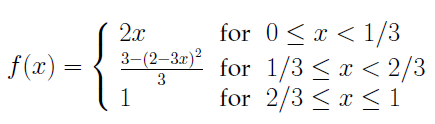 f(x) = { 2x for 0 ≤ x < 1/3
(3−(2−3x)²)/3 for 1/3 ≤ x < 2/3
1 for 2/3 ≤ x ≤ 1